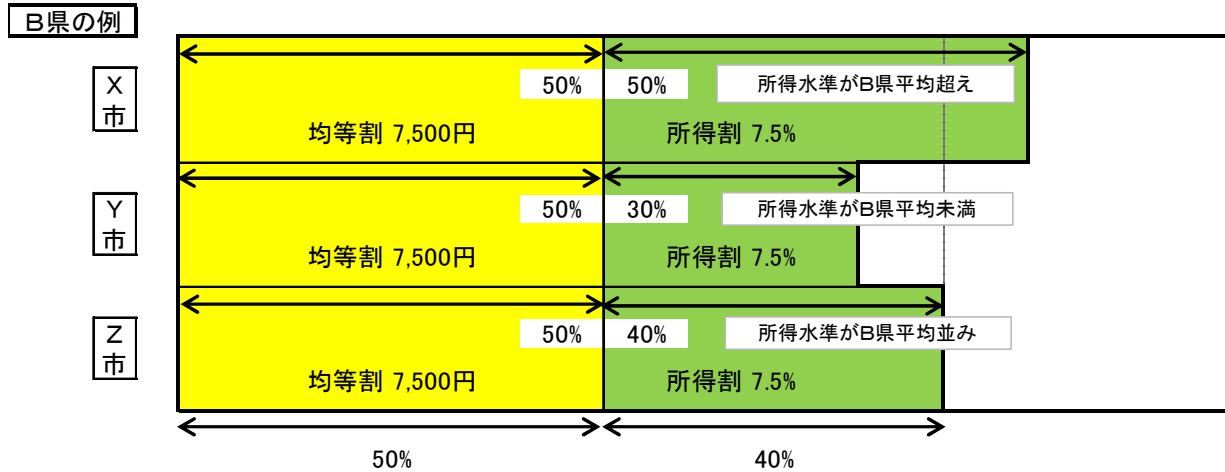 B県の例
X市
50%
50%
所得水準がB県平均超え
均等割 7,500円
所得割 7.5%
Y市
50%
30%
所得水準がB県平均未満
均等割 7,500円
所得割 7.5%
Z市
50%
40%
所得水準がB県平均並み
均等割 7,500円
所得割 7.5%
50%
40%